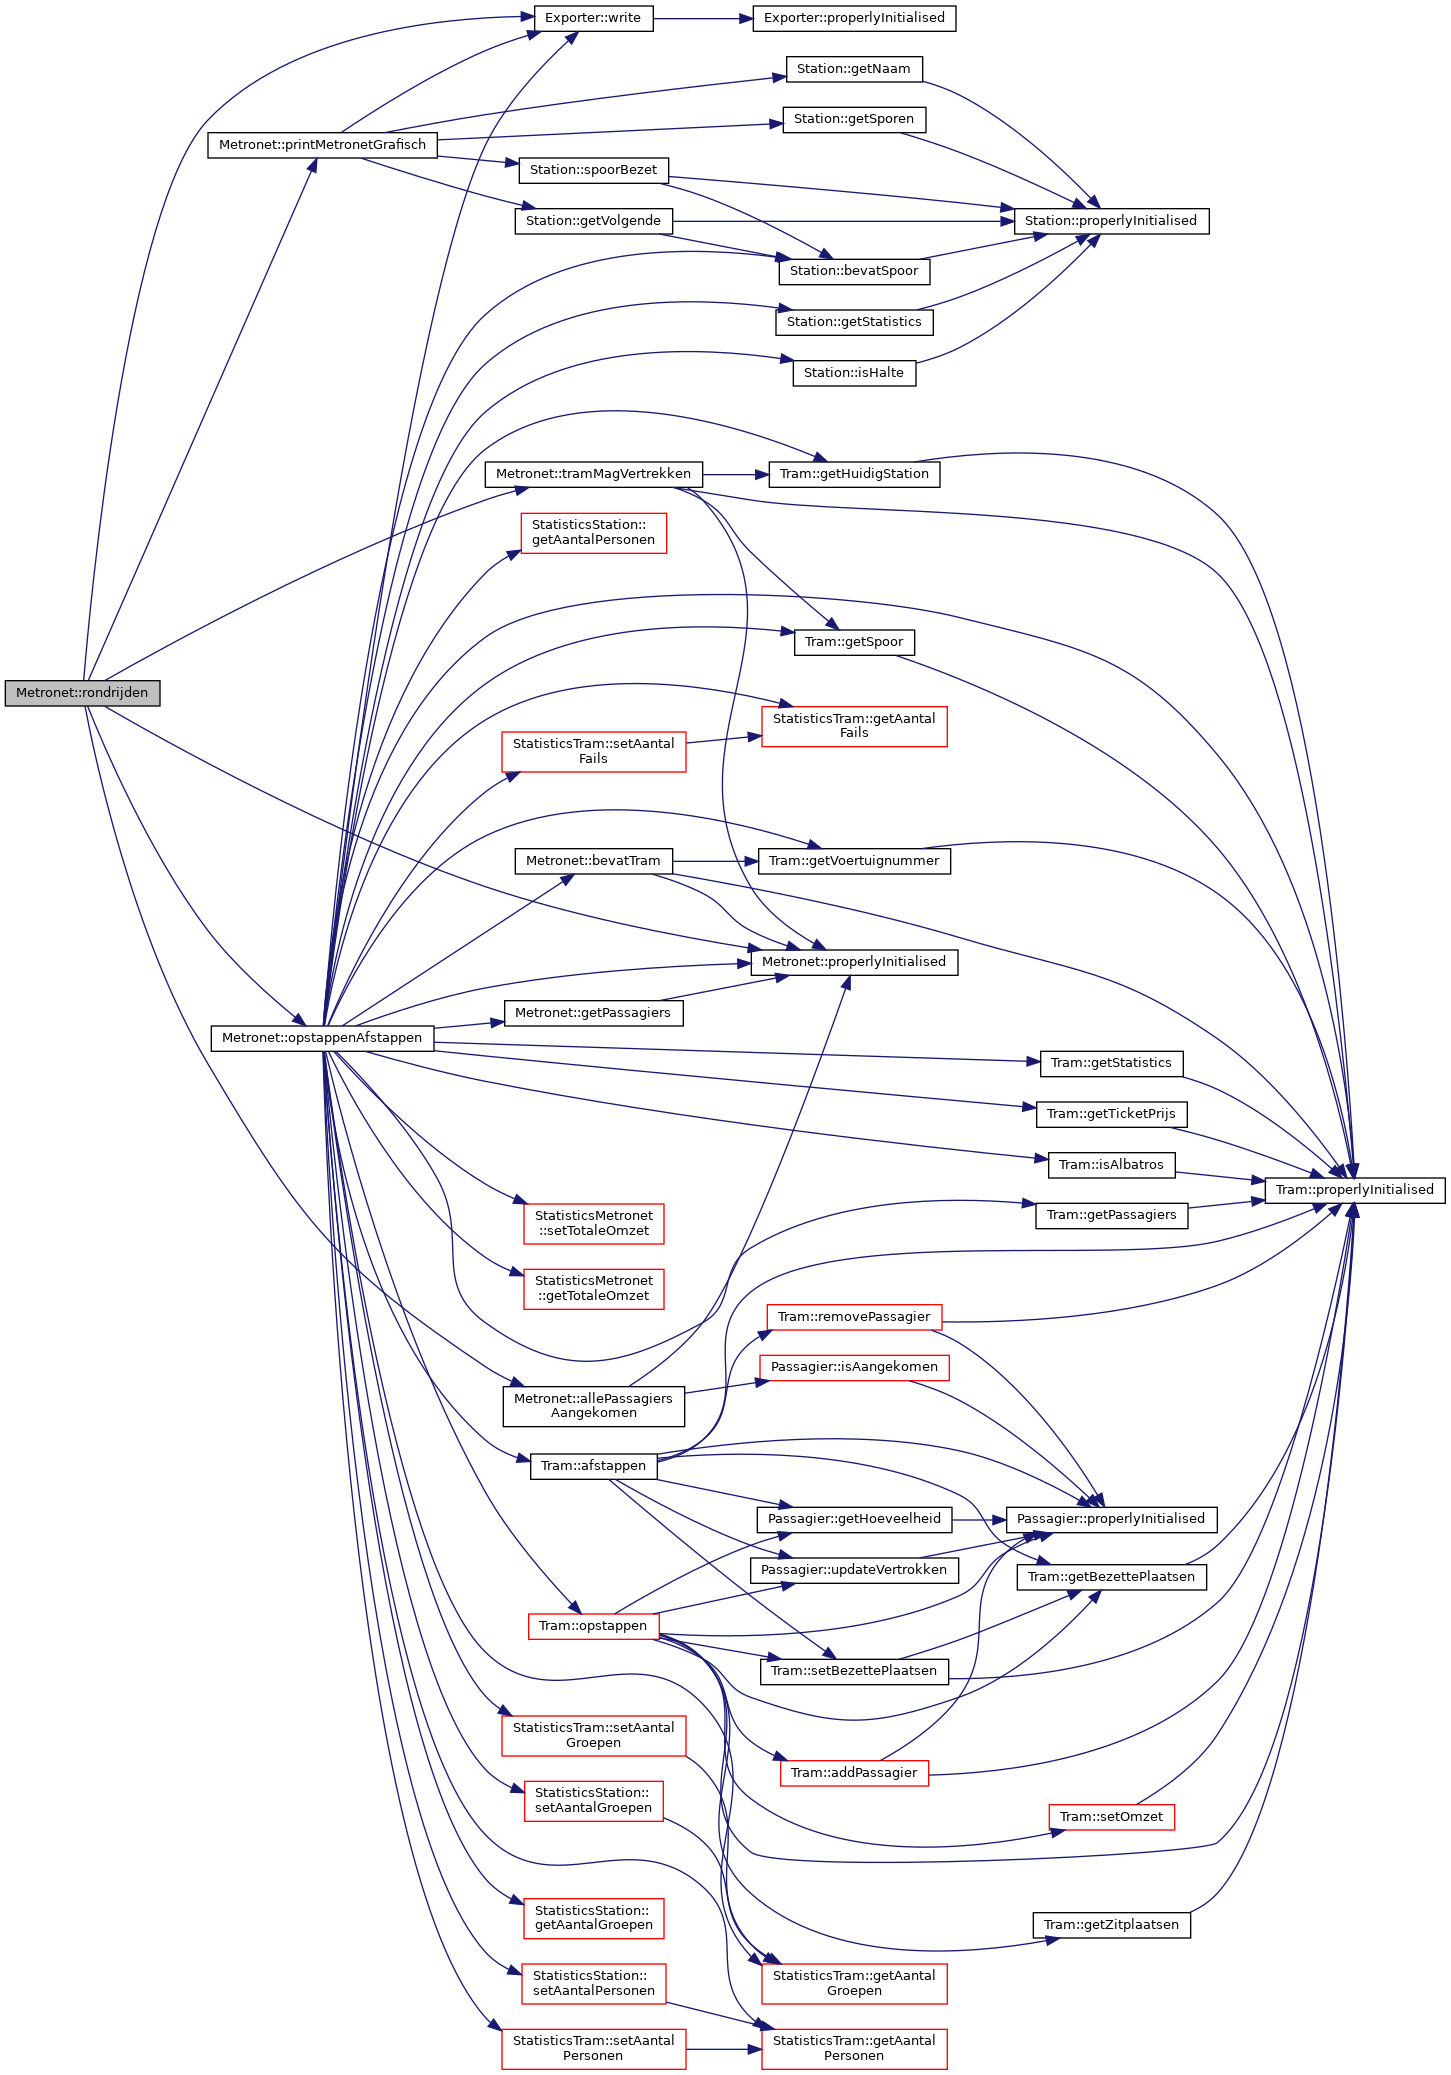 Exporter::write
Exporter::properlyInitialised
Station::getNaam
Station::getSporen
Metronet::printMetronetGrafisch
Station::spoorBezet
Station::getVolgende
Station::properlyInitialised
Station::bevatSpoor
Station::getStatistics
Station::isHalte
Metronet::tramMagVertrekken
Tram::getHuidigStation
StatisticsStation::
getAantalPersonen
Tram::getSpoor
Metronet::rondrijden
StatisticsTram::getAantal
Fails
StatisticsTram::setAantal
Fails
Metronet::bevatTram
Tram::getVoertuignummer
Metronet::properlyInitialised
Metronet::getPassagiers
Metronet::opstappenAfstappen
Tram::getStatistics
Tram::getTicketPrijs
Tram::isAlbatros
Tram::properlyInitialised
Tram::getPassagiers
StatisticsMetronet
::setTotaleOmzet
StatisticsMetronet
::getTotaleOmzet
Tram::removePassagier
Passagier::isAangekomen
Metronet::allePassagiers
Aangekomen
Tram::afstappen
Passagier::getHoeveelheid
Passagier::properlyInitialised
Passagier::updateVertrokken
Tram::getBezettePlaatsen
Tram::opstappen
Tram::setBezettePlaatsen
StatisticsTram::setAantal
Groepen
Tram::addPassagier
StatisticsStation::
setAantalGroepen
Tram::setOmzet
StatisticsStation::
getAantalGroepen
Tram::getZitplaatsen
StatisticsStation::
setAantalPersonen
StatisticsTram::getAantal
Groepen
StatisticsTram::setAantal
Personen
StatisticsTram::getAantal
Personen